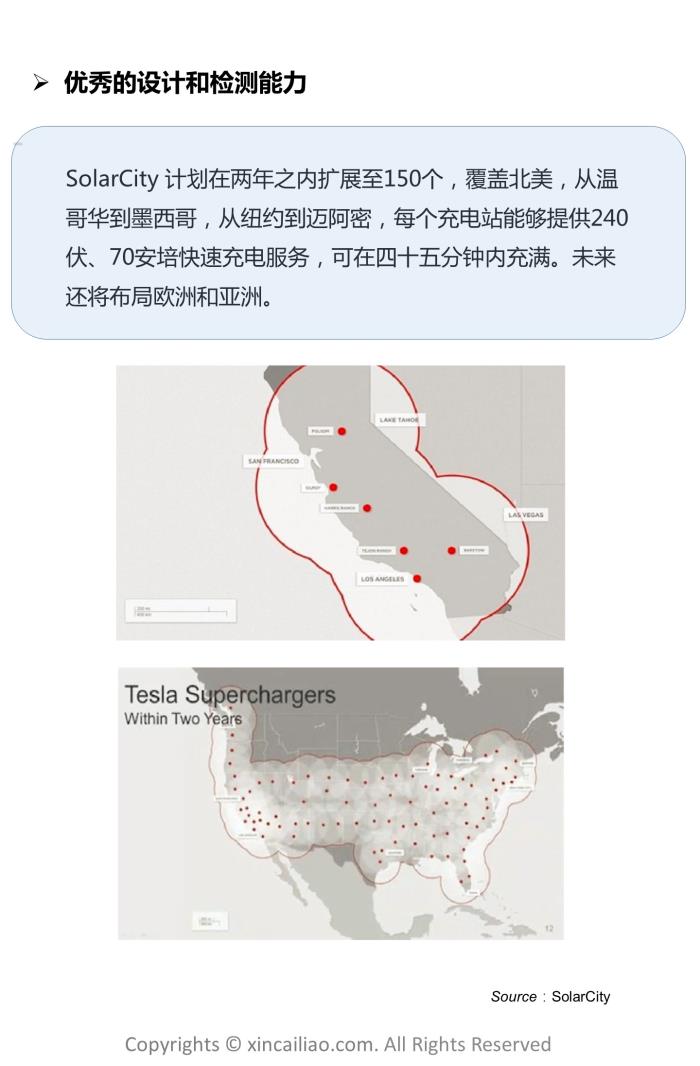 ➢ 优秀的设计和检测能力
SolarCity 计划在两年之内扩展至150个，覆盖北美，从温
哥华到墨西哥，从纽约到迈阿密，每个充电站能够提供240
伏、70安培快速充电服务，可在四十五分钟内充满。未来
还将布局欧洲和亚洲。
LAKE TAHOE
FOLSOM
SAN FRANCISCO
GILROY
HARRIS RANCH
LAS VEGAS
TEJON RANCH
BARSTOW
LOS ANGELES
Tesla Superchargers
Within Two Years
12
Source：SolarCity
Copyrights © xincailiao.com. All Rights Reserved